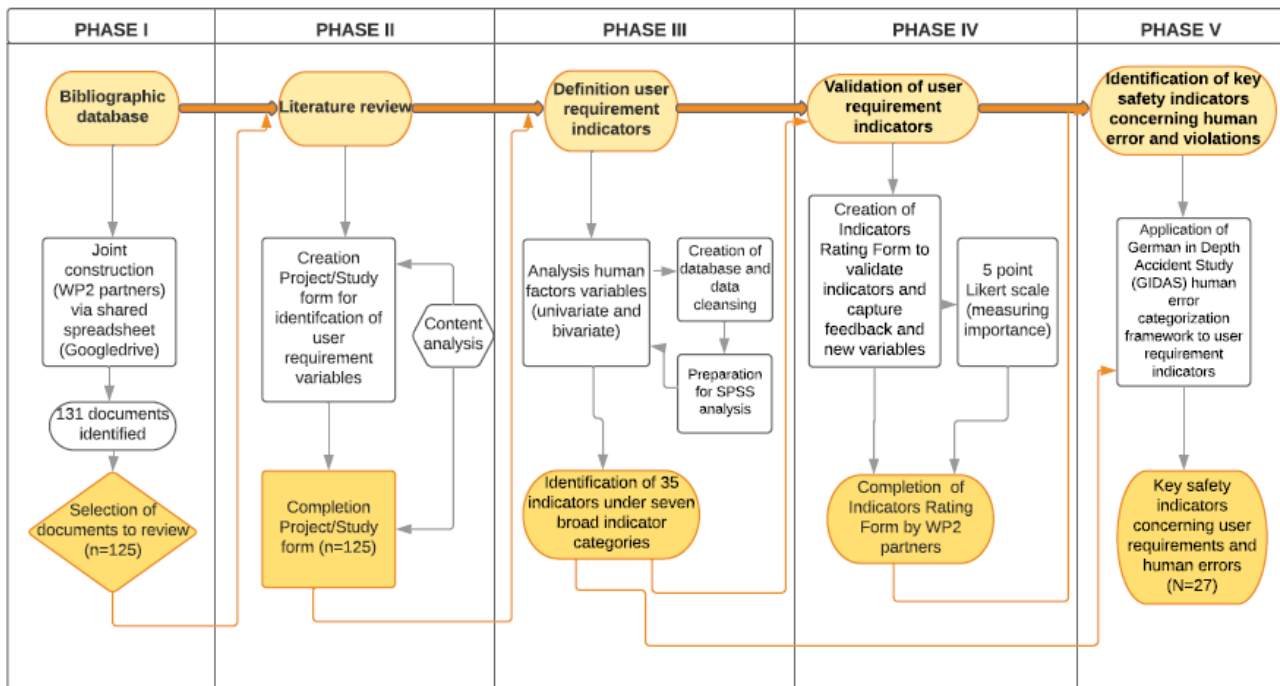 PHASE I
PHASE II
PHASE III
PHASE IV
PHASE V
Bibliographic
database
Literature review
Definition user
requirement
indicators
Validation of user
requirement
indicators
Identification of key
safety indicators
concerning human
error and violations
Joint
construction
(WP2 partners)
via shared
spreadsheet
(Googledrive)
131 documents
identified
Selection of
documents to review
(n=125)
Creation
Project/Study
form for
identifcation of
user
requirement
variables
Content
analysis
Completion
Project/Study
form (n=125)
Analysis human
factors variables
(univariate and
bivariate)
Creation of
database and
data
cleansing
Preparation
for SPSS
analysis
Identification of 35
indicators under seven
broad indicator
categories
Creation of
Indicators
Rating Form to
validate
indicators and
capture
feedback and
new variables
5 point
Likert scale
(measuring
importance)
Completion of
Indicators Rating
Form by WP2
partners
Application of
German in Depth
Accident Study
(GIDAS) human
error
categorization
framework to user
requirement
indicators
Key safety
indicators
concerning user
requirements and
human errors
(N=27)